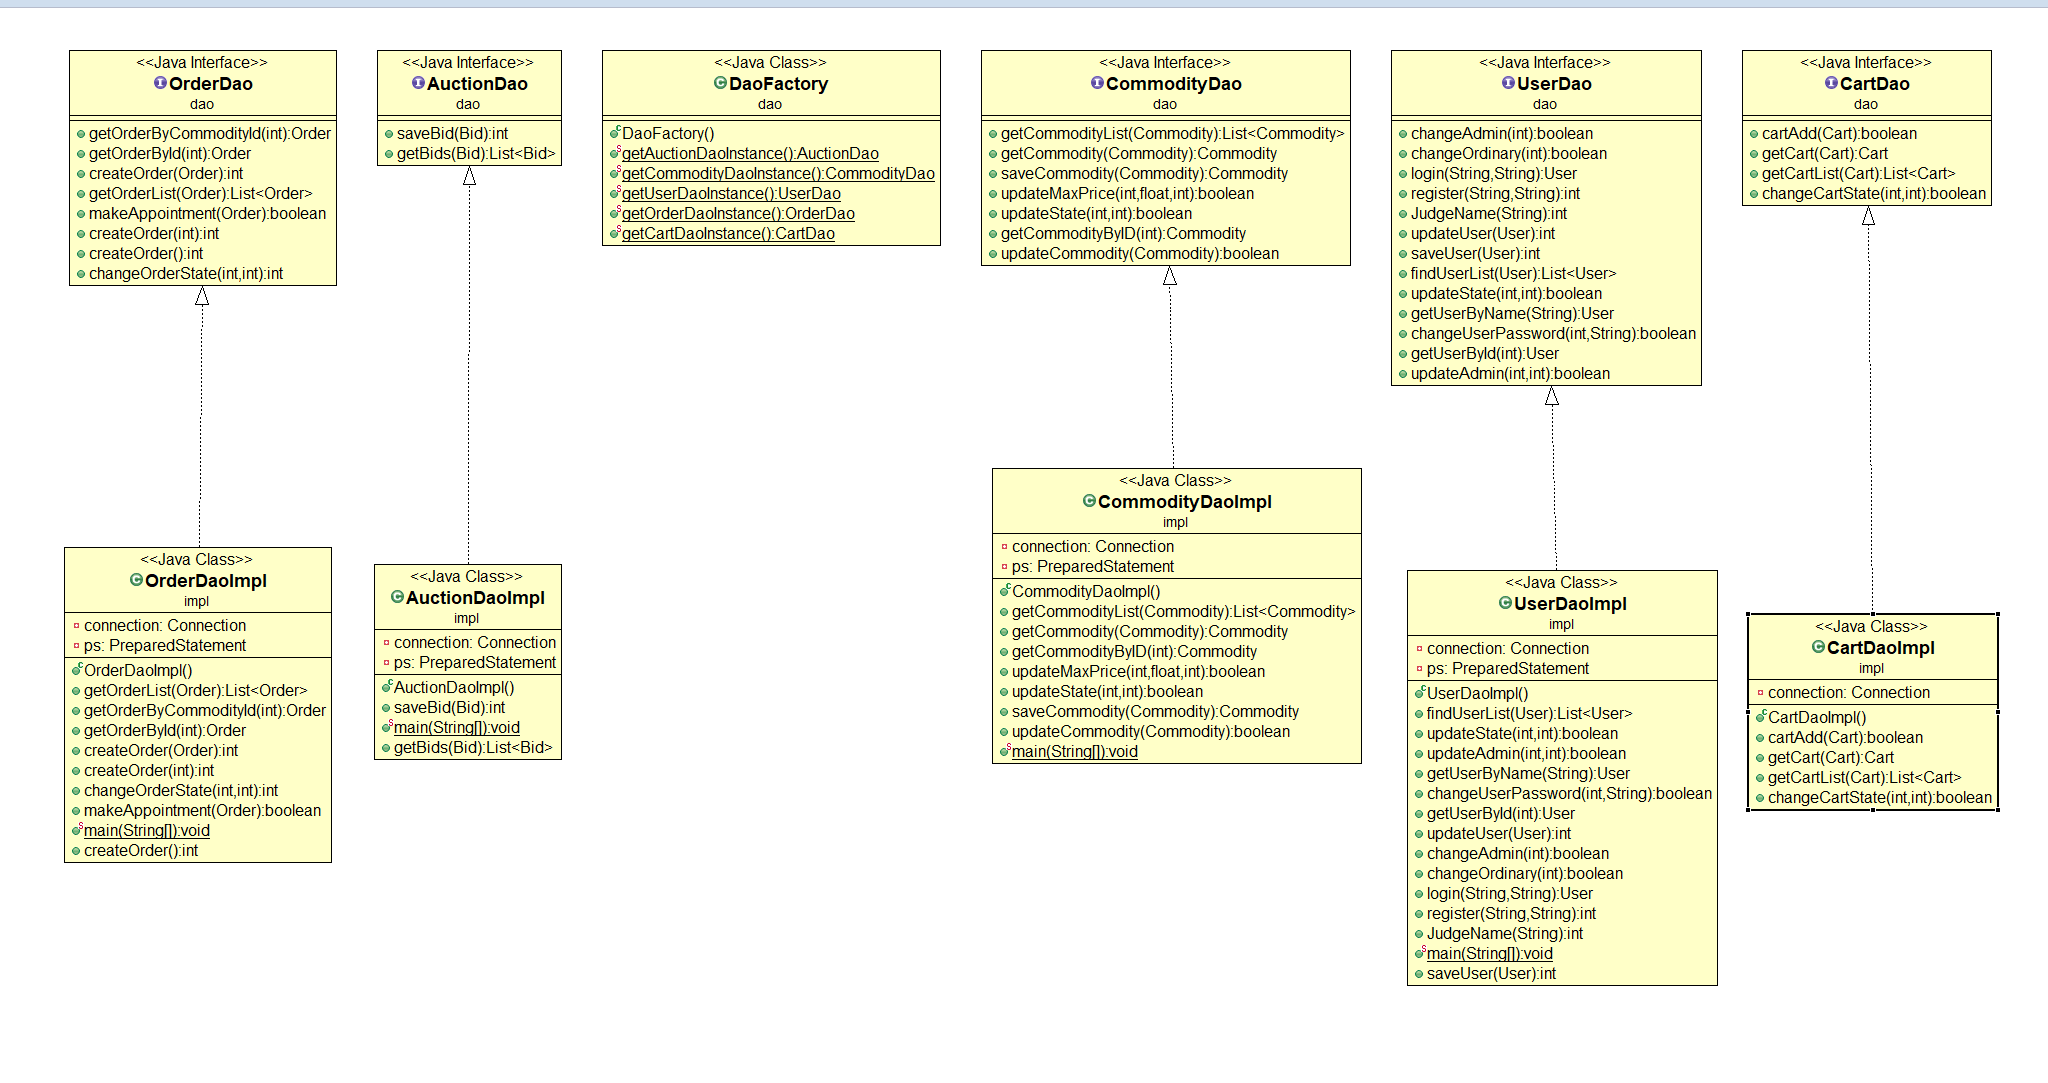 <<Java Interface>>
OrderDao
dao
getOrderByCommodityId(int):Order
getOrderById(int):Order
createOrder(Order):int
getOrderList(Order):List<Order>
makeAppointment(Order):boolean
createOrder(int):int
createOrder():int
changeOrderState(int,int):int
<<Java Interface>>
AuctionDao
dao
saveBid(Bid):int
getBids(Bid):List<Bid>
<<Java Class>>
DaoFactory
dao
DaoFactory()
getAuctionDaoInstance():AuctionDao
getCommodityDaoInstance():CommodityDao
getUserDaoInstance():UserDao
getOrderDaoInstance():OrderDao
getCartDaoInstance():CartDao
<<Java Interface>>
CommodityDao
dao
getCommodityList(Commodity):List<Commodity>
getCommodity(Commodity):Commodity
saveCommodity(Commodity):Commodity
updateMaxPrice(int,float,int):boolean
updateState(int,int):boolean
getCommodityByID(int):Commodity
updateCommodity(Commodity):boolean
<<Java Interface>>
UserDao
dao
changeAdmin(int):boolean
changeOrdinary(int):boolean
login(String,String):User
register(String,String):int
JudgeName(String):int
updateUser(User):int
saveUser(User):int
findUserList(User):List<User>
updateState(int,int):boolean
getUserByName(String):User
changeUserPassword(int,String):boolean
getUserById(int):User
updateAdmin(int,int):boolean
<<Java Interface>>
CartDao
dao
cartAdd(Cart):boolean
getCart(Cart):Cart
getCartList(Cart):List<Cart>
changeCartState(int,int):boolean
<<Java Class>>
OrderDaoImpl
impl
connection: Connection
ps: PreparedStatement
OrderDaoImpl()
getOrderList(Order):List<Order>
getOrderByCommodityId(int):Order
getOrderById(int):Order
createOrder(Order):int
createOrder(int):int
changeOrderState(int,int):int
makeAppointment(Order):boolean
main(String[]):void
createOrder():int
<<Java Class>>
AuctionDaoImpl
impl
connection: Connection
ps: PreparedStatement
AuctionDaoImpl()
saveBid(Bid):int
main(String[]):void
getBids(Bid):List<Bid>
<<Java Class>>
CommodityDaoImpl
impl
connection: Connection
ps: PreparedStatement
CommodityDaoImpl()
getCommodityList(Commodity):List<Commodity>
getCommodity(Commodity):Commodity
getCommodityByID(int):Commodity
updateMaxPrice(int,float,int):boolean
updateState(int,int):boolean
saveCommodity(Commodity):Commodity
updateCommodity(Commodity):boolean
main(String[]):void
<<Java Class>>
UserDaoImpl
impl
connection: Connection
ps: PreparedStatement
UserDaoImpl()
findUserList(User):List<User>
updateState(int,int):boolean
updateAdmin(int,int):boolean
getUserByName(String):User
changeUserPassword(int,String):boolean
getUserById(int):User
updateUser(User):int
changeAdmin(int):boolean
changeOrdinary(int):boolean
login(String,String):User
register(String,String):int
JudgeName(String):int
main(String[]):void
saveUser(User):int
<<Java Class>>
CartDaoImpl
impl
connection: Connection
CartDaoImpl()
cartAdd(Cart):boolean
getCart(Cart):Cart
getCartList(Cart):List<Cart>
changeCartState(int,int):boolean